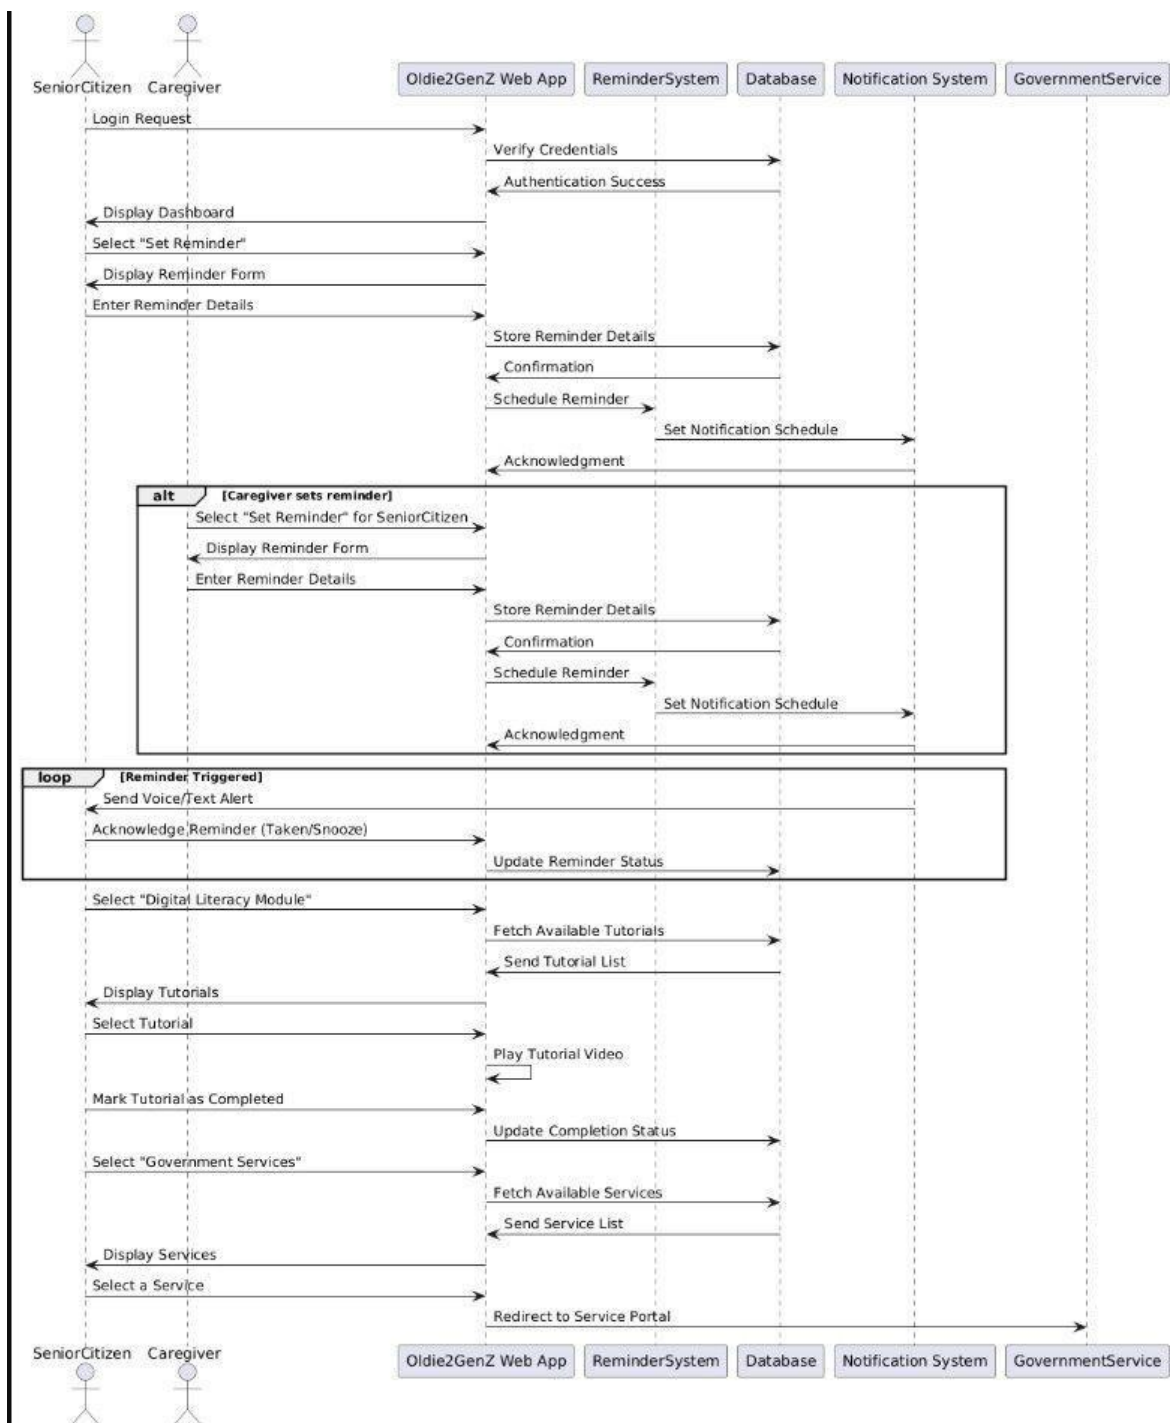 SeniorCitizen Caregiver Oldie2GenZ Web App ReminderSystem Database Notification System GovernmentService
Login Request
Verify Credentials
Authentication Success
Display Dashboard
Select "Set Reminder"
Display Reminder Form
Enter Reminder Details
Store Reminder Details
Confirmation
Schedule Reminder
Set Notification Schedule
Acknowledgment
alt [Caregiver sets reminder]
Select "Set Reminder" for SeniorCitizen
Display Reminder Form
Enter Reminder Details
Store Reminder Details
Confirmation
Schedule Reminder
Set Notification Schedule
Acknowledgment
loop [Reminder Triggered]
Send Voice/Text Alert
Acknowledge Reminder (Taken/Snooze)
Update Reminder Status
Select "Digital Literacy Module"
Fetch Available Tutorials
Send Tutorial List
Display Tutorials
Select Tutorial
Play Tutorial Video
Mark Tutorial as Completed
Update Completion Status
Select "Government Services"
Fetch Available Services
Send Service List
Display Services
Select a Service
Redirect to Service Portal
SeniorCitizen Caregiver Oldie2GenZ Web App ReminderSystem Database Notification System GovernmentService